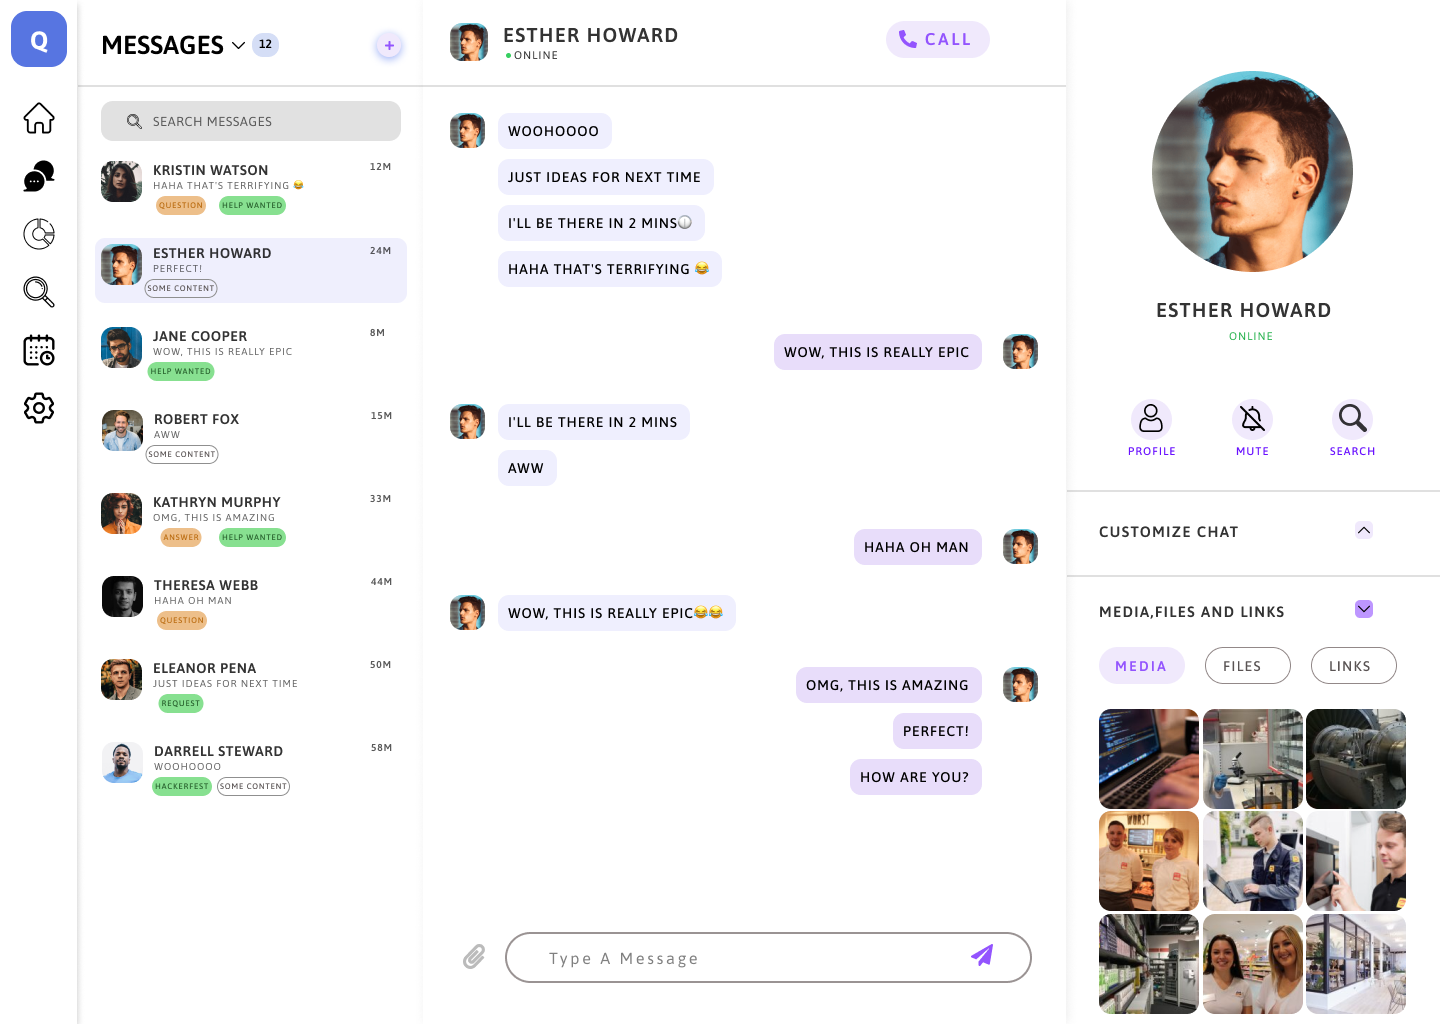 Q
MESSAGES 12 +
SEARCH MESSAGES
KRISTIN WATSON 12M
HAHA THAT'S TERRIFYING 😂
QUESTION HELP WANTED
ESTHER HOWARD 24M
PERFECT!
SOME CONTENT
JANE COOPER 8M
WOW, THIS IS REALLY EPIC
HELP WANTED
ROBERT FOX 15M
AWW
SOME CONTENT
KATHRYN MURPHY 33M
OMG, THIS IS AMAZING
ANSWER HELP WANTED
THERESA WEBB 44M
HAHA OH MAN
QUESTION
ELEANOR PENA 50M
JUST IDEAS FOR NEXT TIME
REQUEST
DARRELL STEWARD 58M
WOOHOOOO
HACKERFEST SOME CONTENT
ESTHER HOWARD
ONLINE
CALL
WOOHOOOO
JUST IDEAS FOR NEXT TIME
I'LL BE THERE IN 2 MINS
HAHA THAT'S TERRIFYING 😂
WOW, THIS IS REALLY EPIC
I'LL BE THERE IN 2 MINS
AWW
HAHA OH MAN
WOW, THIS IS REALLY EPIC😂😂
OMG, THIS IS AMAZING
PERFECT!
HOW ARE YOU?
Type A Message
ESTHER HOWARD
ONLINE
PROFILE MUTE SEARCH
CUSTOMIZE CHAT
MEDIA,FILES AND LINKS
MEDIA FILES LINKS
WORST